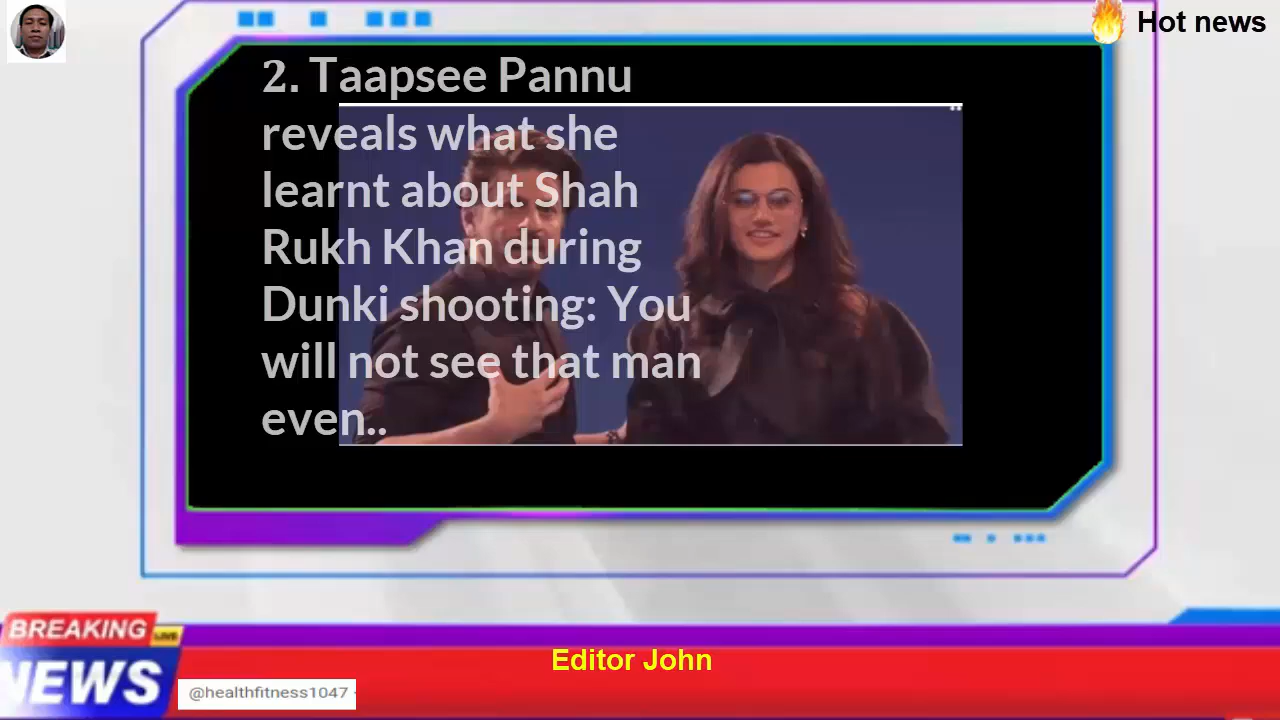 Hot news
2. Taapsee Pannu
reveals what she
learnt about Shah
Rukh Khan during
Dunki shooting: You
will not see that man
even..
BREAKING
LIVE
NEWS
Editor John
@healthfitness1047